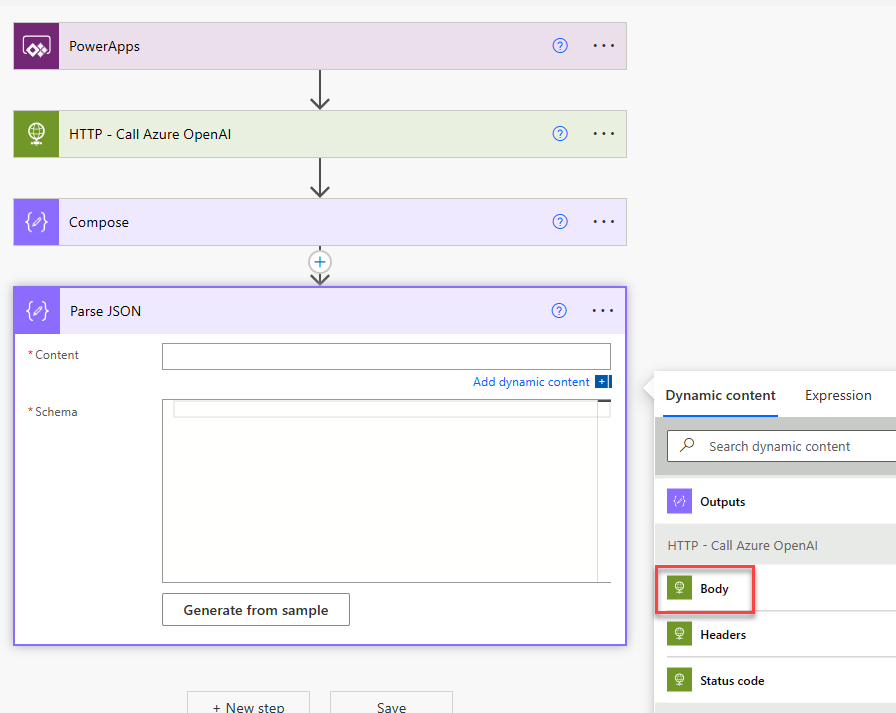 PowerApps
HTTP - Call Azure OpenAI
Compose
Parse JSON
* Content
Add dynamic content
* Schema
Generate from sample
+ New step
Save
Dynamic content
Expression
Search dynamic content
Outputs
HTTP - Call Azure OpenAI
Body
Headers
Status code